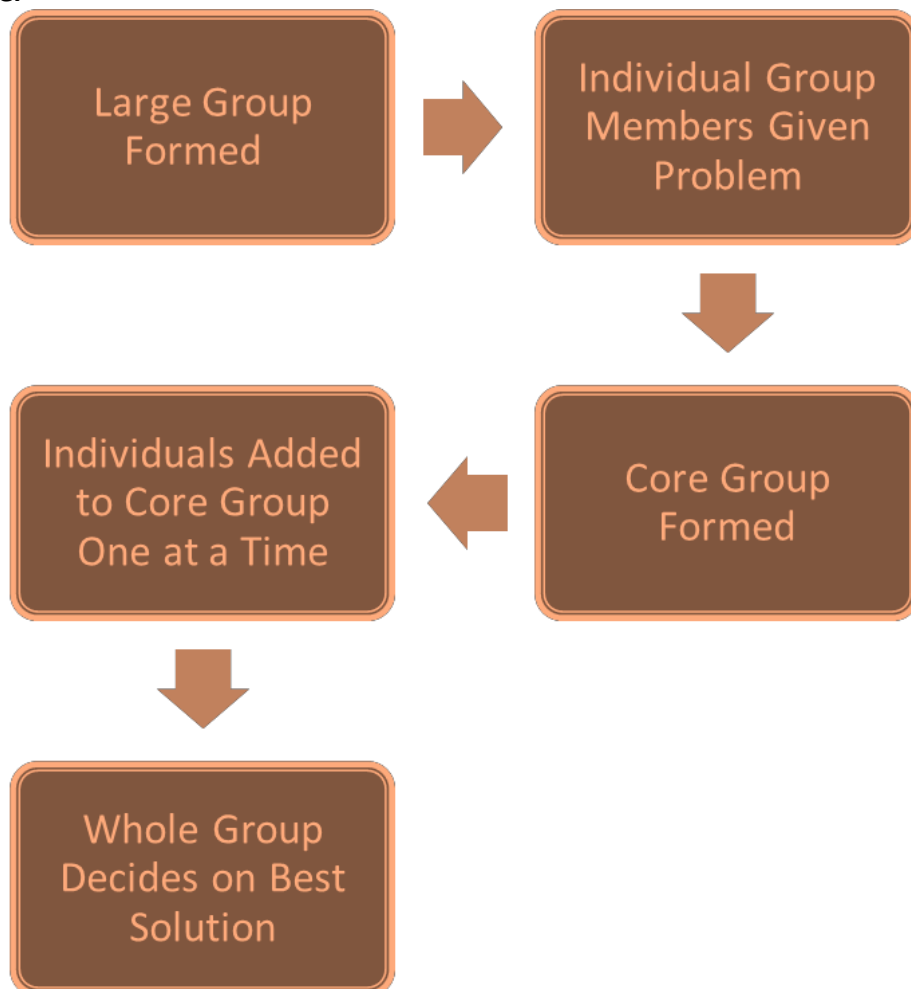 Large Group
Formed
Individual Group
Members Given
Problem
Core Group
Formed
Individuals Added
to Core Group
One at a Time
Whole Group
Decides on Best
Solution